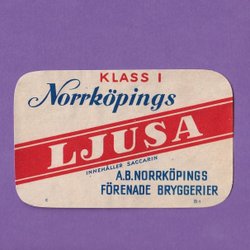 KLASS I
Norrköpings
LJUSA
INNEHÅLLER SACCARIN
A.B. NORRKÖPINGS
FÖRENADE BRYGGERIER